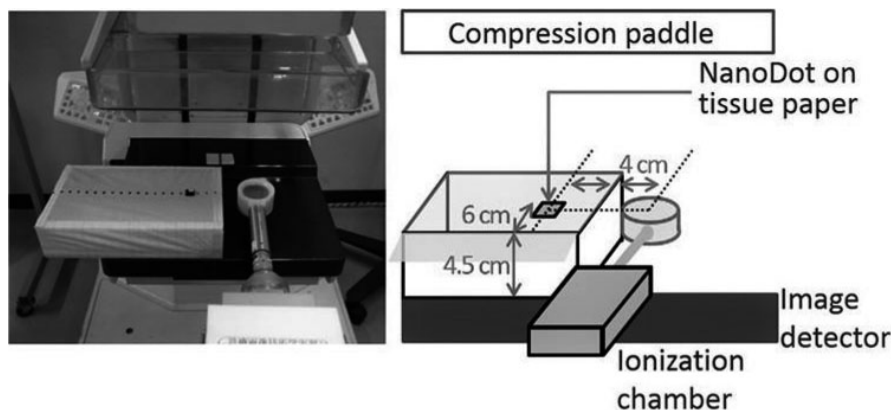 Compression paddle
NanoDot on
tissue paper
4 cm
6 cm
4.5 cm
Image
detector
Ionization
chamber